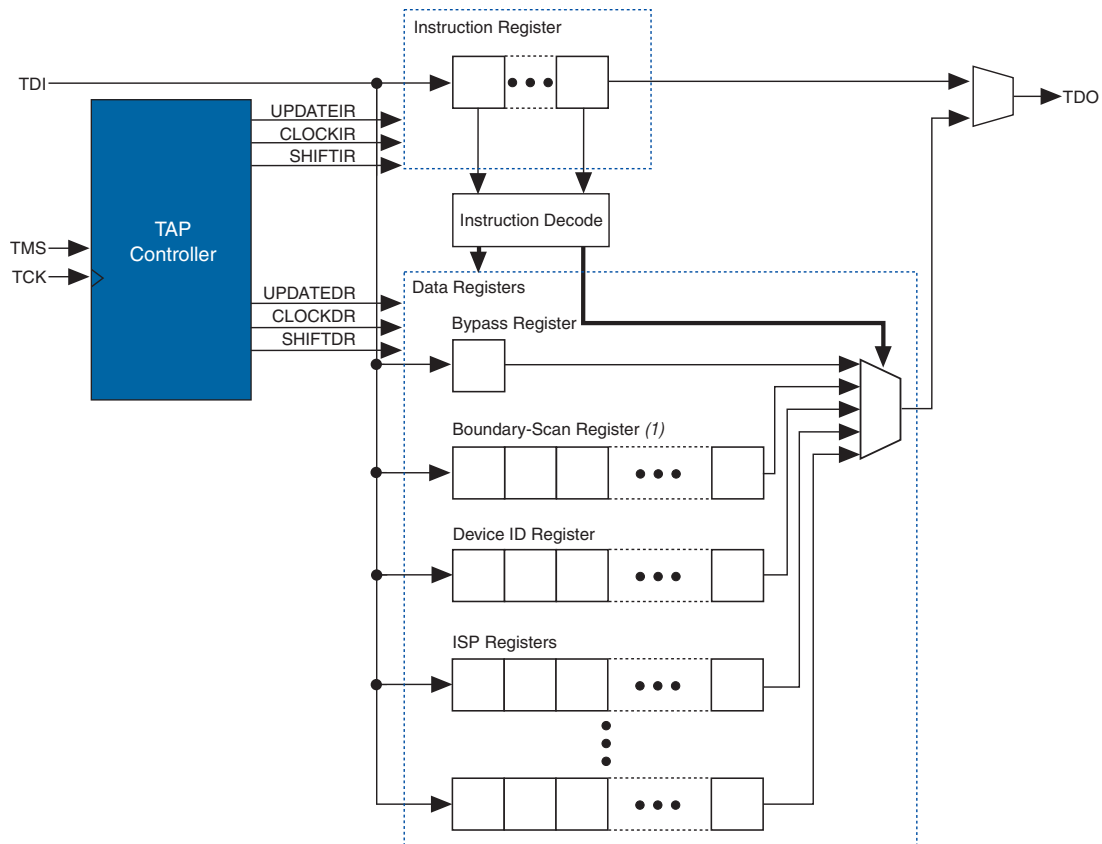 Instruction Register
TDI
TDO
UPDATEIR
CLOCKIR
SHIFTIR
TAP
Controller
Instruction Decode
TMS
TCK
Data Registers
UPDATEDR
CLOCKDR
SHIFTDR
Bypass Register
Boundary-Scan Register (1)
Device ID Register
ISP Registers